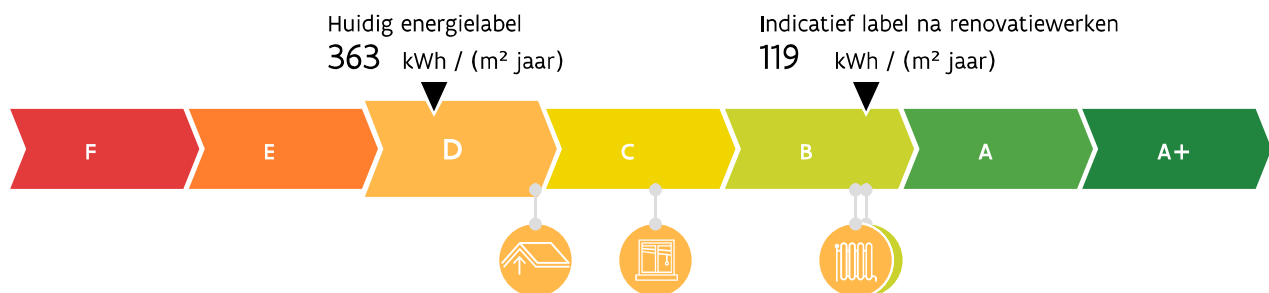 Huidig energielabel
363 kWh / (m² jaar)
Indicatief label na renovatiewerken
119 kWh / (m² jaar)
F E D C B A A+